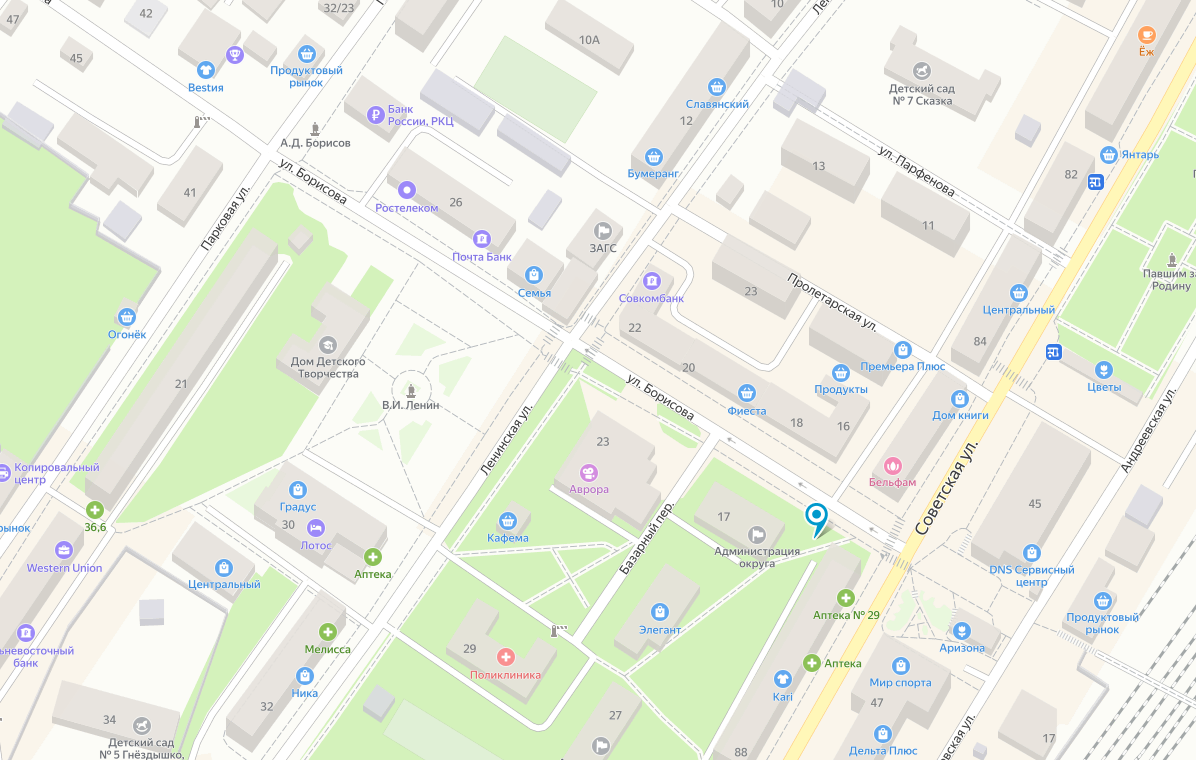 47
42
32/23
10А
10
Ле
Ёж
45
Vestия
Продуктовый
рынок
Банк
России, РКЦ
А.Д. Борисов
Славянский
12
Детский сад
№ 7 Сказка
Бумеранг
ул. Парфенова
Янтарь
82
13
11
41
Парковая ул.
ул. Борисова
Ростелеком
26
Почта Банк
ЗАГС
Семья
Совкомбанк
23
Пролетарская ул.
Павшим за
Родину
Центральный
Огонёк
21
Дом Детского
Творчества
22
20
84
Премьера Плюс
Продукты
Цветы
В.И. Ленин
ул. Борисова
Фиеста
18
16
Дом книги
Ленинская ул.
23
Аврора
Бельфам
Советская ул.
Андреевская ул.
Копировальный
центр
36,6
рынок
Western Union
Градус
30
Лотос
Аптека
Центральный
Кафема
Базарный пер.
17
Администрация
округа
45
DNS Сервисный
центр
Продуктовый
рынок
Аптека № 29
Элегант
Аризона
Мелисса
29
Поликлиника
Аптека
Kari
Мир спорта
47
льневосточный
банк
Ника
32
34
Детский сад
№ 5 Гнёздышко,
27
88
Дельта Плюс
17
овская ул.